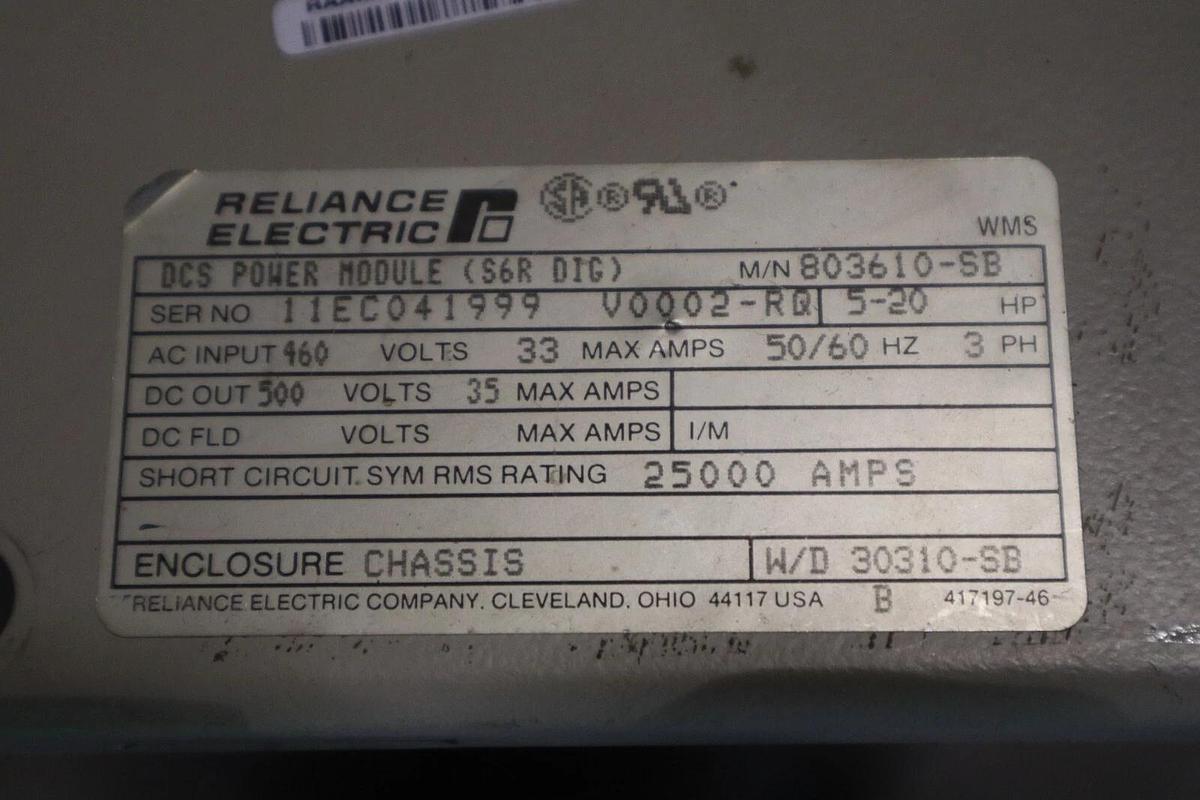 RELIANCE
ELECTRIC
SA ® ®
WMS
DCS POWER MODULE (S6R DIG) M/N 803610-SB
SER NO 11EC041999 V0002-RQ 5-20 HP
AC INPUT 460 VOLTS 33 MAX AMPS 50/60 HZ 3 PH
DC OUT 500 VOLTS 35 MAX AMPS
DC FLD VOLTS MAX AMPS I/M
SHORT CIRCUIT SYM RMS RATING 25000 AMPS
ENCLOSURE CHASSIS W/D 30310-SB
RELIANCE ELECTRIC COMPANY. CLEVELAND. OHIO 44117 USA B 417197-46